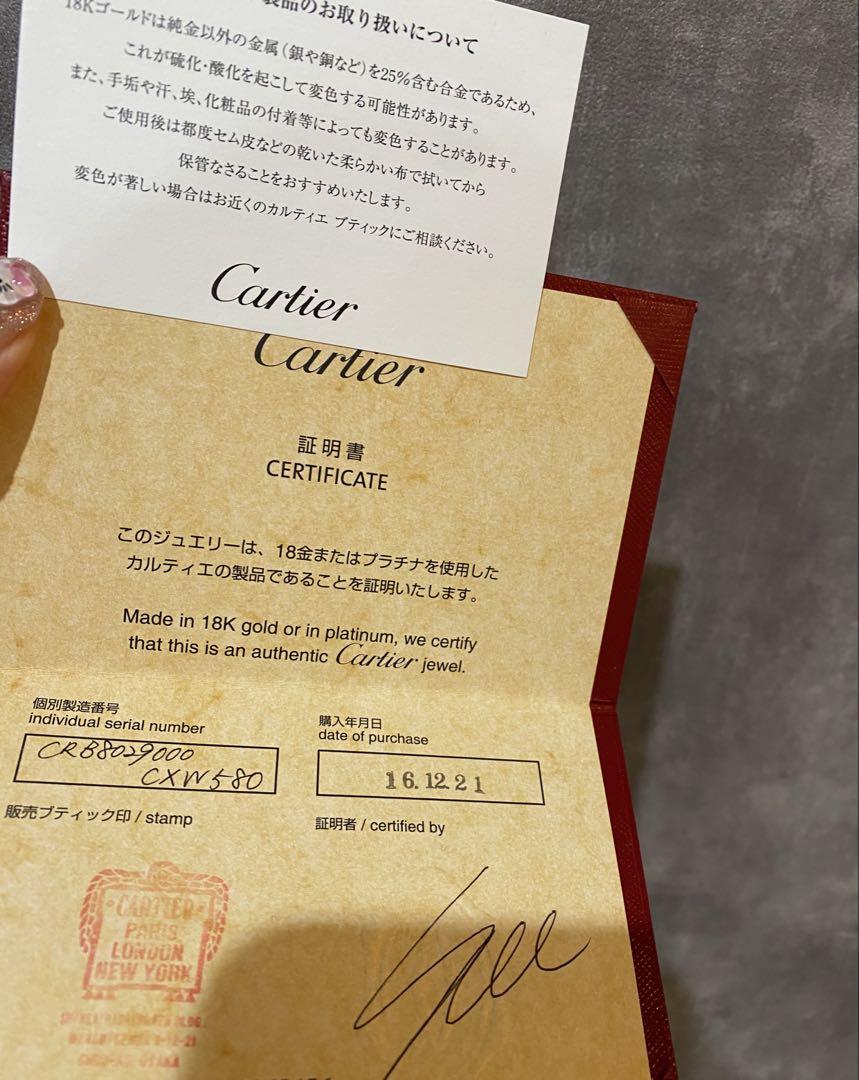 製品のお取り扱いについて
18Kゴールドは純金以外の金属（銀や銅など）を25%含む合金であるため、
これが硫化・酸化を起こして変色する可能性があります。
また、手垢や汗、埃、化粧品の付着等によっても変色することがあります。
ご使用後は都度セム皮などの乾いた柔らかい布で拭いてから
保管なさることをおすすめいたします。
変色が著しい場合はお近くのカルティエ ブティックにご相談ください。
Cartier
Cartier
証明書
CERTIFICATE
このジュエリーは、18金またはプラチナを使用した
カルティエの製品であることを証明いたします。
Made in 18K gold or in platinum, we certify
that this is an authentic Cartier jewel.
個別製造番号
individual serial number
CRB8029000
CXW580
購入年月日
date of purchase
16.12.21
販売ブティック印 / stamp
証明者 / certified by
CARTIER
PARIS
LONDON
NEW YORK